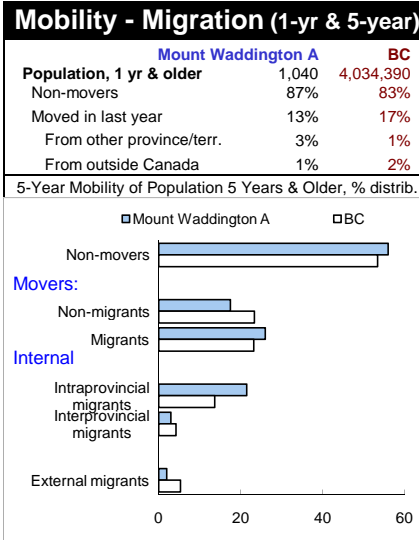 Mobility - Migration (1-yr & 5-year)
Mount Waddington A BC
Population, 1 yr & older 1,040 4,034,390
Non-movers 87% 83%
Moved in last year 13% 17%
From other province/terr. 3% 1%
From outside Canada 1% 2%
5-Year Mobility of Population 5 Years & Older, % distrib.
Mount Waddington A BC
Non-movers
Movers:
Non-migrants
Migrants
Internal
Intraprovincial
migrants
Interprovincial
migrants
External migrants
0 20 40 60